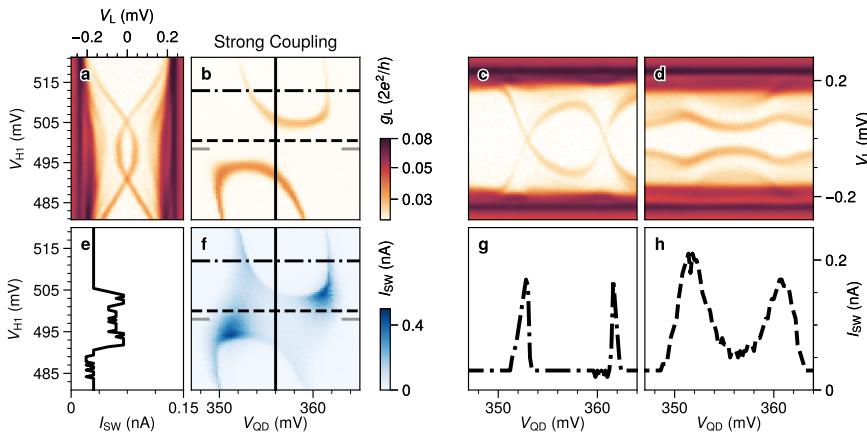 V_L (mV)
−0.2 0 0.2
Strong Coupling
a
b
c
d
515
505
495
485
V_H1 (mV)
g_L (2e²/h)
0.08
0.05
0.03
0.2
−0.2
V_L (mV)
e
f
g
h
515
505
495
485
V_H1 (mV)
I_SW (nA)
0.4
0
0.2
0
I_SW (nA)
0 0.15
350 360
350 360
350 360
I_SW (nA)
V_QD (mV)
V_QD (mV)
V_QD (mV)